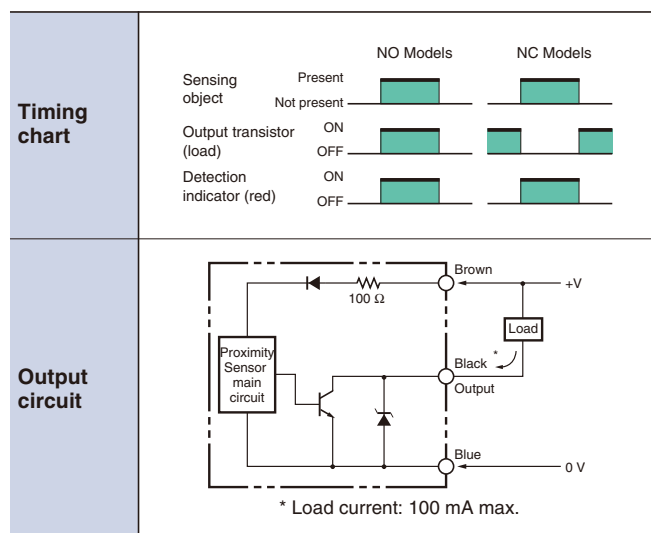 Timing
chart
NO Models
NC Models
Sensing
object
Present
Not present
Output transistor
(load)
ON
OFF
Detection
indicator (red)
ON
OFF
Output
circuit
Brown
+V
100 Ω
Load
Proximity
Sensor
main
circuit
Black
*
Output
Blue
0 V
* Load current: 100 mA max.